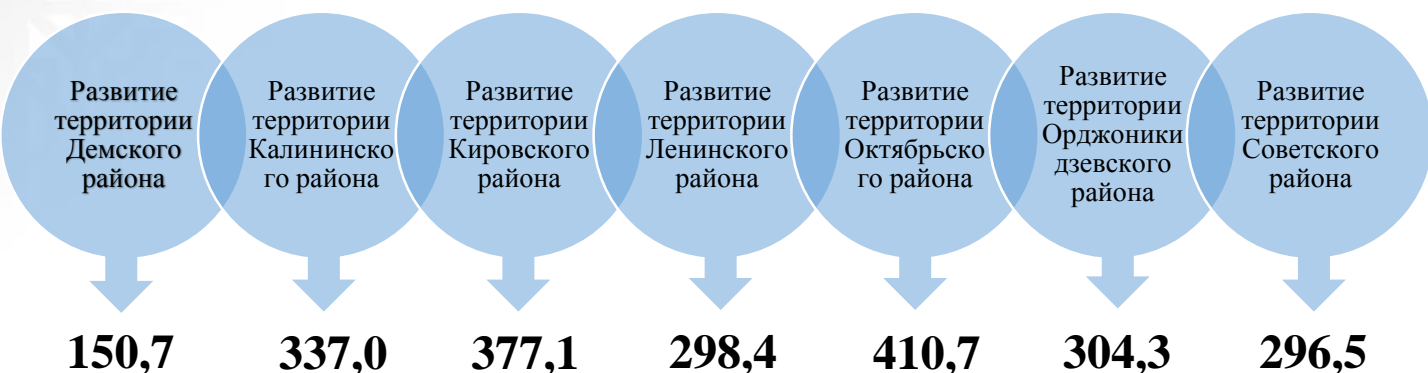 Развитие
территории
Демского
района
Развитие
территории
Калининско
го района
Развитие
территории
Кировского
района
Развитие
территории
Ленинского
района
Развитие
территории
Октябрьско
го района
Развитие
территории
Орджоники
дзевского
района
Развитие
территории
Советского
района
150,7
337,0
377,1
298,4
410,7
304,3
296,5